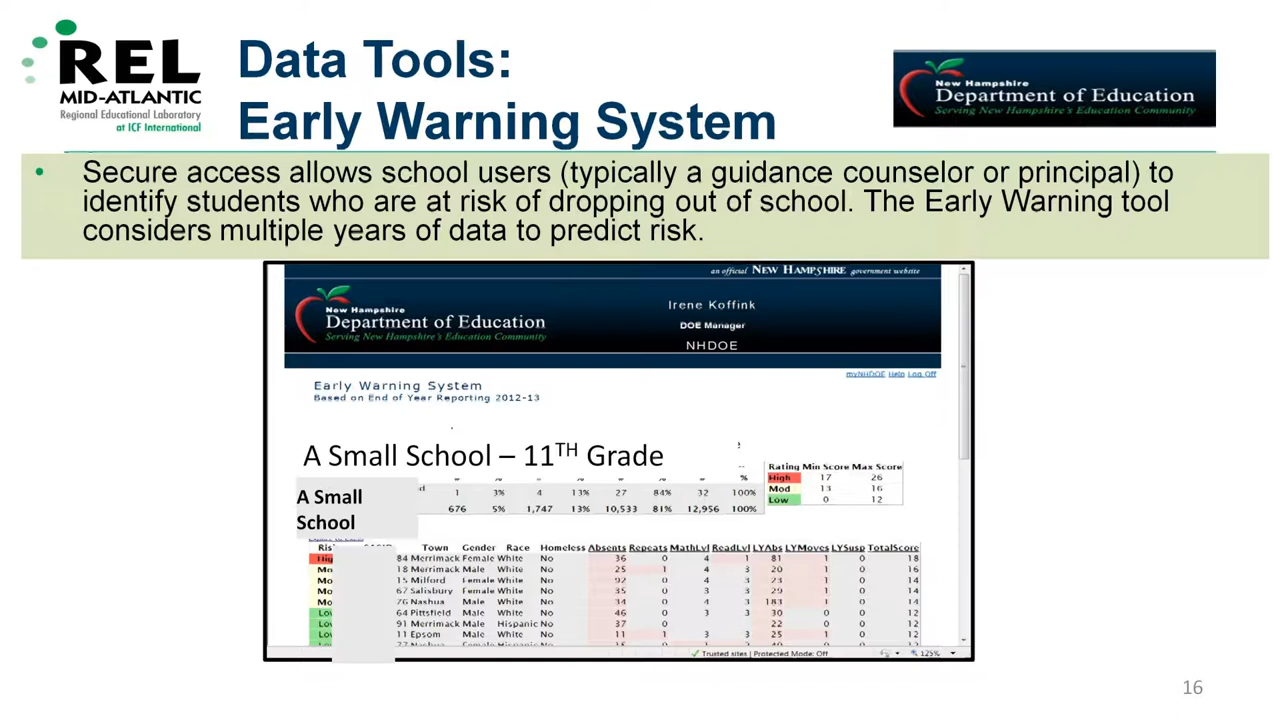 REL
MID-ATLANTIC
Regional Educational Laboratory
at ICF International
Data Tools:
Early Warning System
New Hampshire
Department of Education
Serving New Hampshire's Education Community
• Secure access allows school users (typically a guidance counselor or principal) to
identify students who are at risk of dropping out of school. The Early Warning tool
considers multiple years of data to predict risk.
an official NEW HAMPSHIRE government website
New Hampshire
Department of Education
Serving New Hampshire's Education Community
Irene Koffink
DOE Manager
NHDOE
myNHDOE Help Log Off
Early Warning System
Based on End of Year Reporting 2012-13
A Small School – 11TH Grade
Rating Min Score Max Score
High 17 26
Mod 13 16
Low 0 12
%
A Small
School
1 3% 4 13% 27 84% 32 100%
676 5% 1,747 13% 10,533 81% 12,956 100%
Town Gender Race Homeless Absents Repeats MathLvl ReadLvl LYAbs LYMoves LYSusp TotalScore
84 Merrimack Female White No 36 0 4 1 81 1 0 18
18 Merrimack Male White No 25 1 4 3 20 1 0 16
15 Milford Female White No 92 0 4 3 23 1 0 14
67 Salisbury Female White No 35 0 3 3 29 1 0 14
76 Nashua Male White No 34 0 4 3 183 1 0 14
64 Pittsfield Male White No 46 0 3 3 30 0 0 12
91 Merrimack Male Hispanic No 37 0 22 0 0 12
11 Epsom Male White No 11 1 3 3 25 1 0 12
Trusted sites | Protected Mode: Off
125%
16